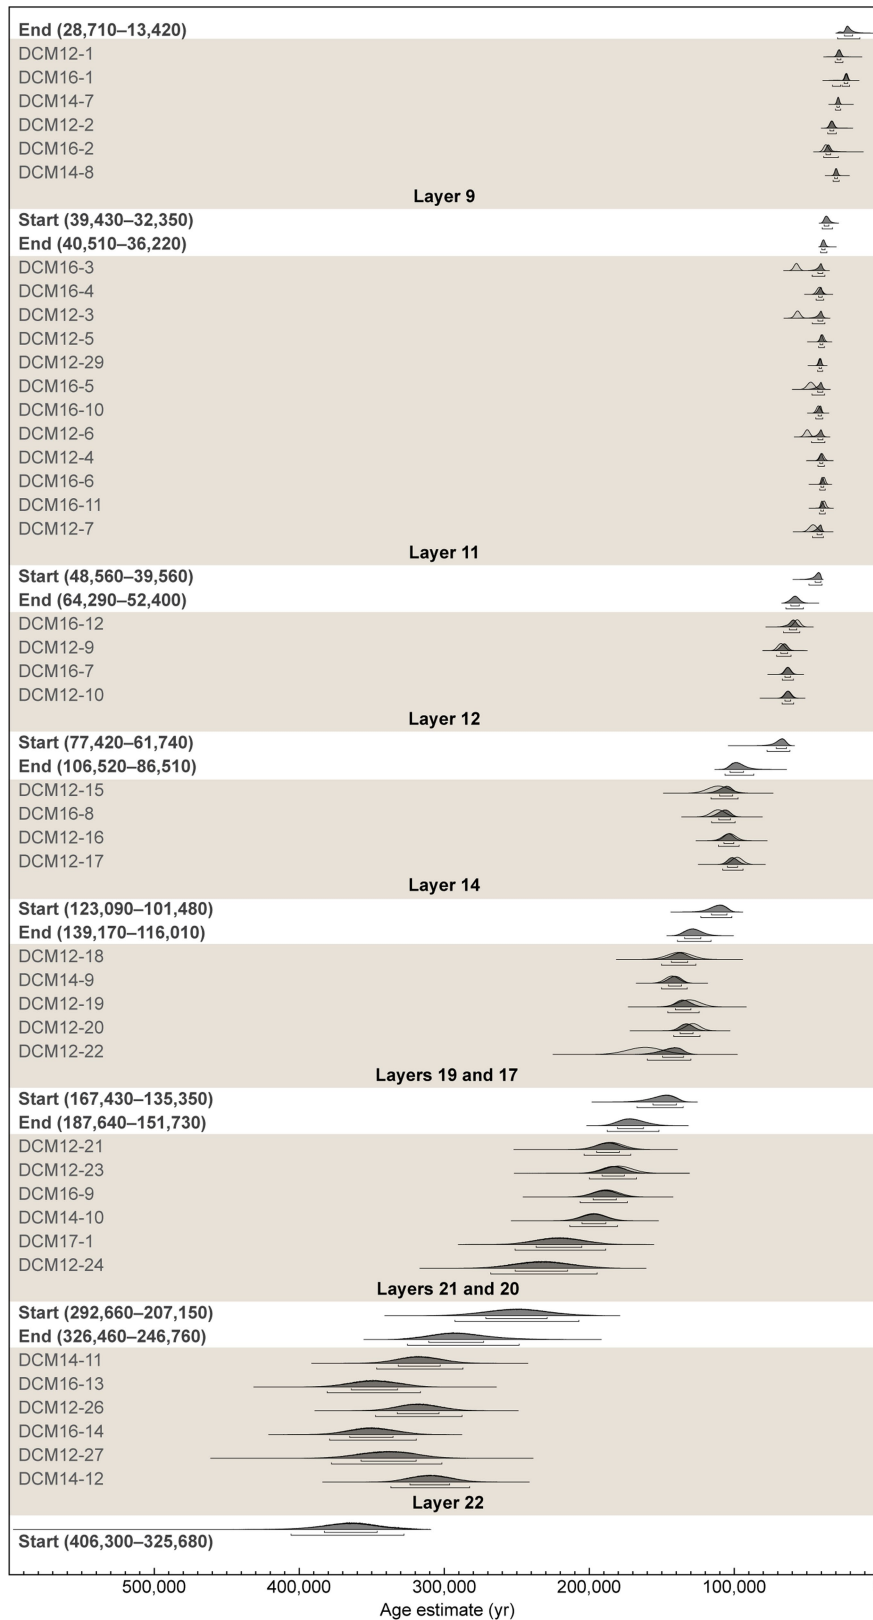 End (28,710–13,420)
DCM12-1
DCM16-1
DCM14-7
DCM12-2
DCM16-2
DCM14-8
Layer 9
Start (39,430–32,350)
End (40,510–36,220)
DCM16-3
DCM16-4
DCM12-3
DCM12-5
DCM12-29
DCM16-5
DCM16-10
DCM12-6
DCM12-4
DCM16-6
DCM16-11
DCM12-7
Layer 11
Start (48,560–39,560)
End (64,290–52,400)
DCM16-12
DCM12-9
DCM16-7
DCM12-10
Layer 12
Start (77,420–61,740)
End (106,520–86,510)
DCM12-15
DCM16-8
DCM12-16
DCM12-17
Layer 14
Start (123,090–101,480)
End (139,170–116,010)
DCM12-18
DCM14-9
DCM12-19
DCM12-20
DCM12-22
Layers 19 and 17
Start (167,430–135,350)
End (187,640–151,730)
DCM12-21
DCM12-23
DCM16-9
DCM14-10
DCM17-1
DCM12-24
Layers 21 and 20
Start (292,660–207,150)
End (326,460–246,760)
DCM14-11
DCM16-13
DCM12-26
DCM16-14
DCM12-27
DCM14-12
Layer 22
Start (406,300–325,680)
500,000 400,000 300,000 200,000 100,000
Age estimate (yr)